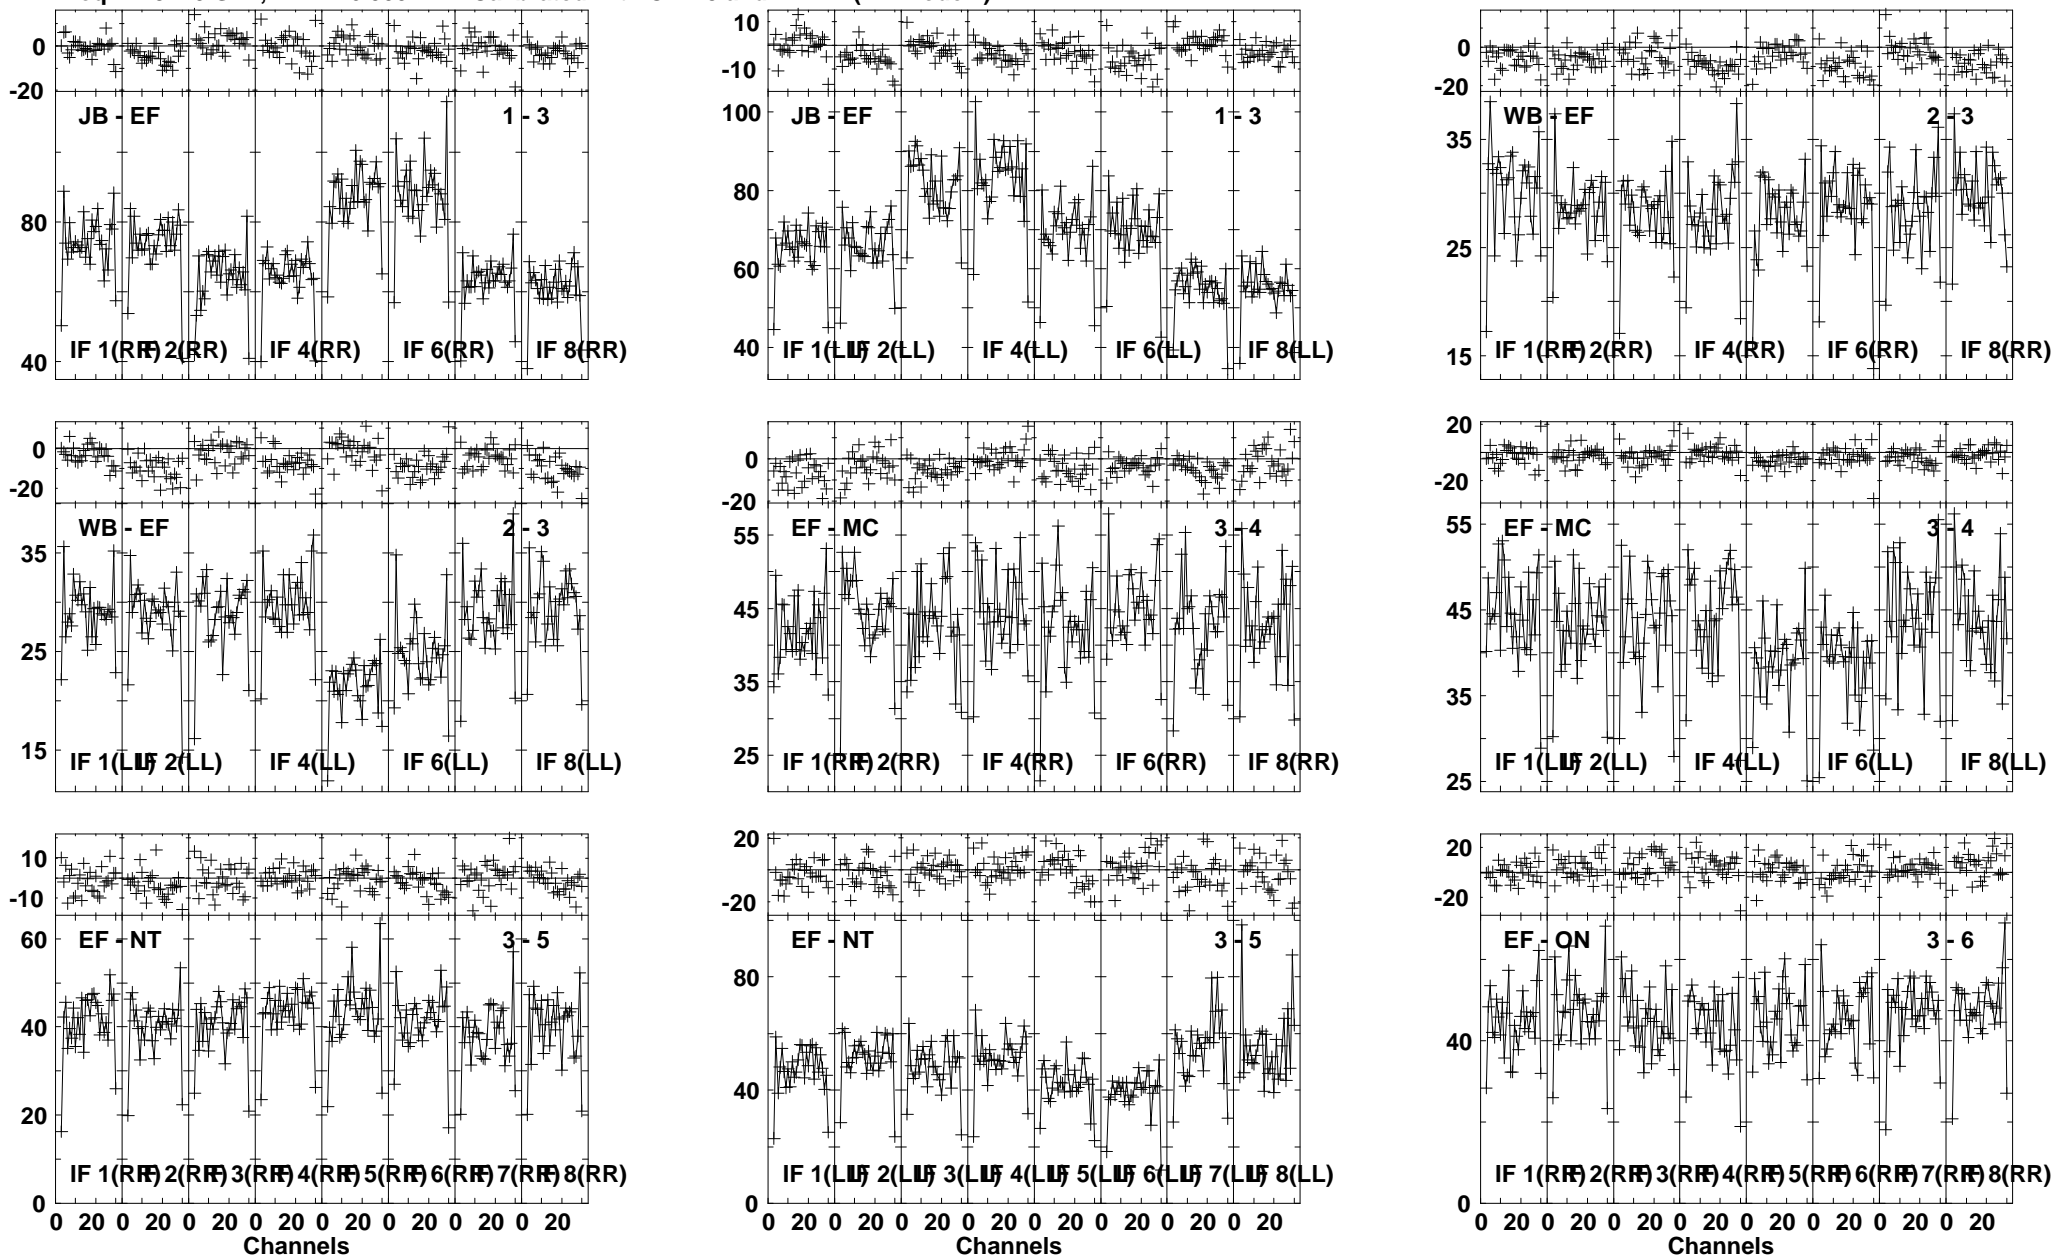 10
0
0
0
-10
-20
-20
JB - EF 1 - 3
JB - EF 1 - 3
WB - EF 2 - 3
100
35
80
80
25
60
40
40
15
IF 1(RR) IF 2(RR) IF 4(RR) IF 6(RR) IF 8(RR)
IF 1(LL) IF 2(LL) IF 4(LL) IF 6(LL) IF 8(LL)
IF 1(RR) IF 2(RR) IF 4(RR) IF 6(RR) IF 8(RR)
0
-20
0
-20
20
0
-20
WB - EF 2 - 3
EF - MC 3 - 4
EF - MC 3 - 4
35
25
15
55
45
35
25
55
45
35
25
IF 1(LL) IF 2(LL) IF 4(LL) IF 6(LL) IF 8(LL)
IF 1(RR) IF 2(RR) IF 4(RR) IF 6(RR) IF 8(RR)
IF 1(LL) IF 2(LL) IF 4(LL) IF 6(LL) IF 8(LL)
10
-10
20
0
-20
20
-20
EF - NT 3 - 5
EF - NT 3 - 5
EF - ON 3 - 6
60
40
20
0
80
40
0
40
0
IF 1(RR) IF 2(RR) IF 3(RR) IF 4(RR) IF 5(RR) IF 6(RR) IF 7(RR) IF 8(RR)
IF 1(LL) IF 2(LL) IF 3(LL) IF 4(LL) IF 5(LL) IF 6(LL) IF 7(LL) IF 8(LL)
IF 1(RR) IF 2(RR) IF 3(RR) IF 4(RR) IF 5(RR) IF 6(RR) IF 7(RR) IF 8(RR)
0 20 0 20 0 20 0 20 0 20 0 20 0 20 0 20
0 20 0 20 0 20 0 20 0 20 0 20 0 20 0 20
0 20 0 20 0 20 0 20 0 20 0 20 0 20 0 20
Channels
Channels